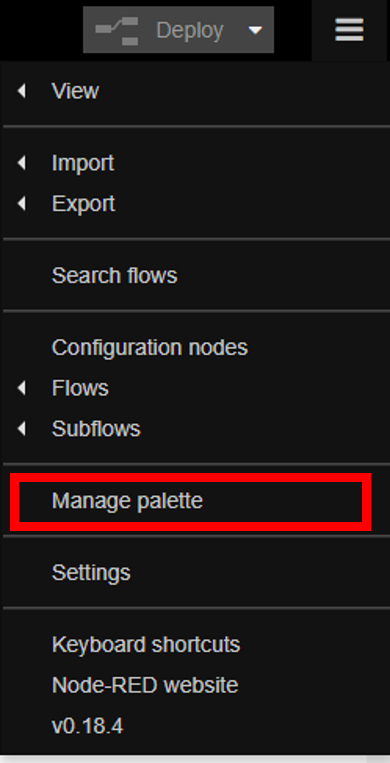 Deploy
View
Import
Export
Search flows
Configuration nodes
Flows
Subflows
Manage palette
Settings
Keyboard shortcuts
Node-RED website
v0.18.4